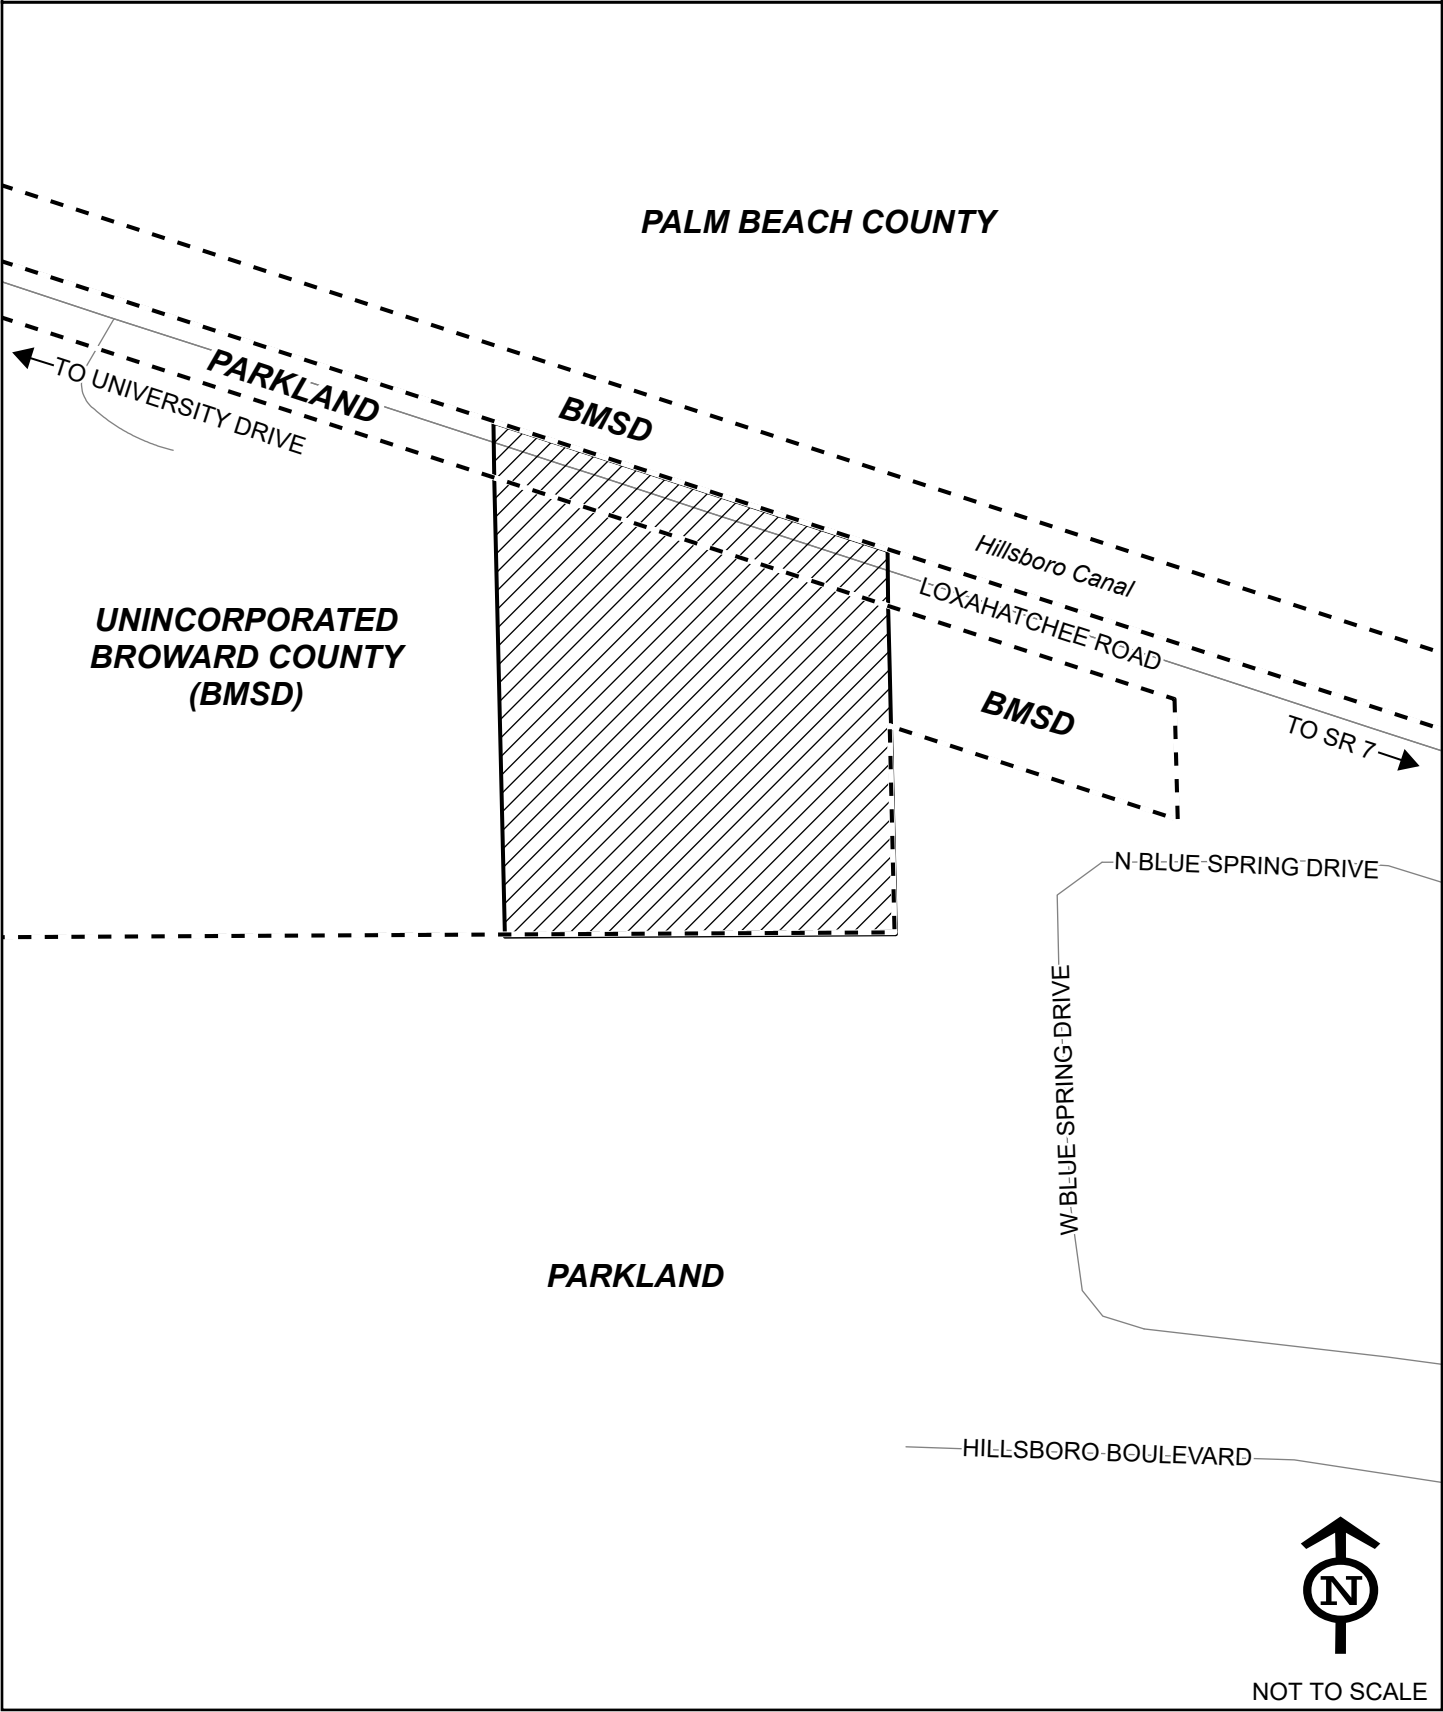 PALM BEACH COUNTY
PARKLAND
TO UNIVERSITY DRIVE
BMSD
Hillsboro Canal
LOXAHATCHEE ROAD
UNINCORPORATED
BROWARD COUNTY
(BMSD)
BMSD
TO SR 7
N BLUE SPRING DRIVE
W BLUE SPRING DRIVE
PARKLAND
HILLSBORO BOULEVARD
N
NOT TO SCALE